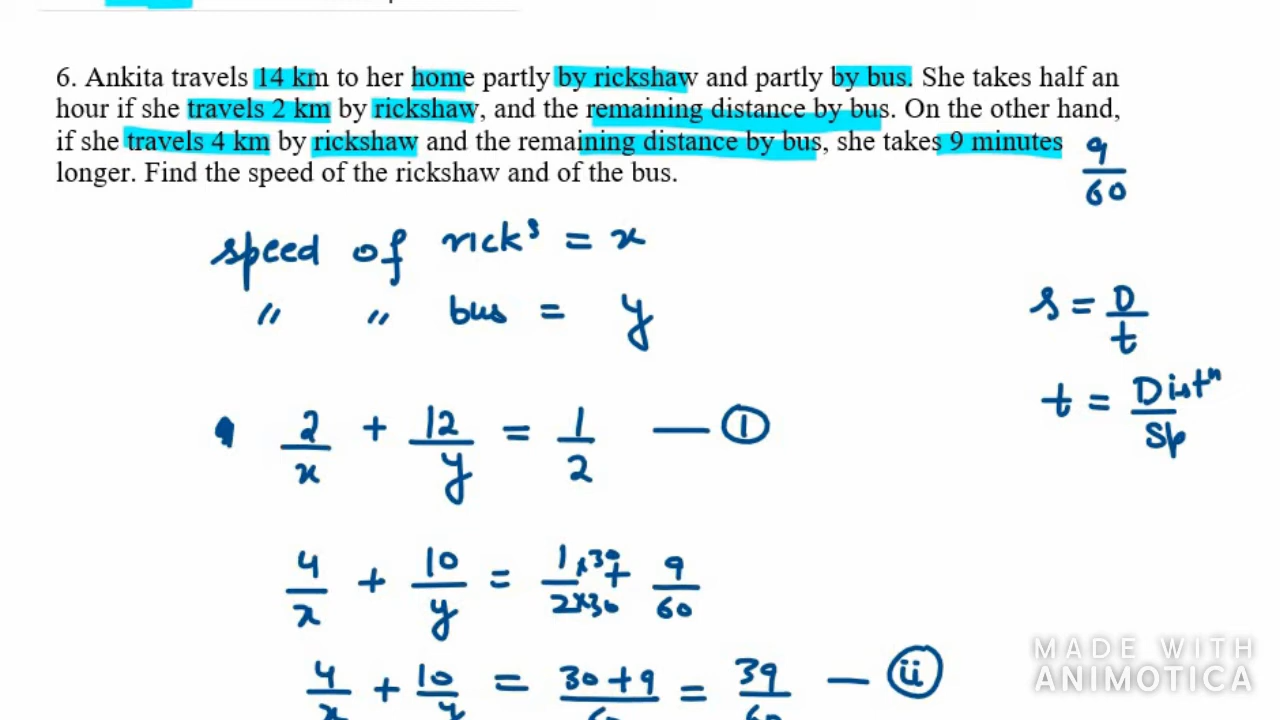 6. Ankita travels 14 km to her home partly by rickshaw and partly by bus. She takes half an
hour if she travels 2 km by rickshaw, and the remaining distance by bus. On the other hand,
if she travels 4 km by rickshaw and the remaining distance by bus, she takes 9 minutes
longer. Find the speed of the rickshaw and of the bus.
9/60
speed of ricks = x
" " bus = y
s = D/t
t = Distⁿ/Sp
2/x + 12/y = 1/2 — ①
4/x + 10/y = 1×30/2×30 + 9/60
4/x + 10/y = 30+9/60 = 39/60 — ⓘⓘ
MADE WITH
ANIMOTICA